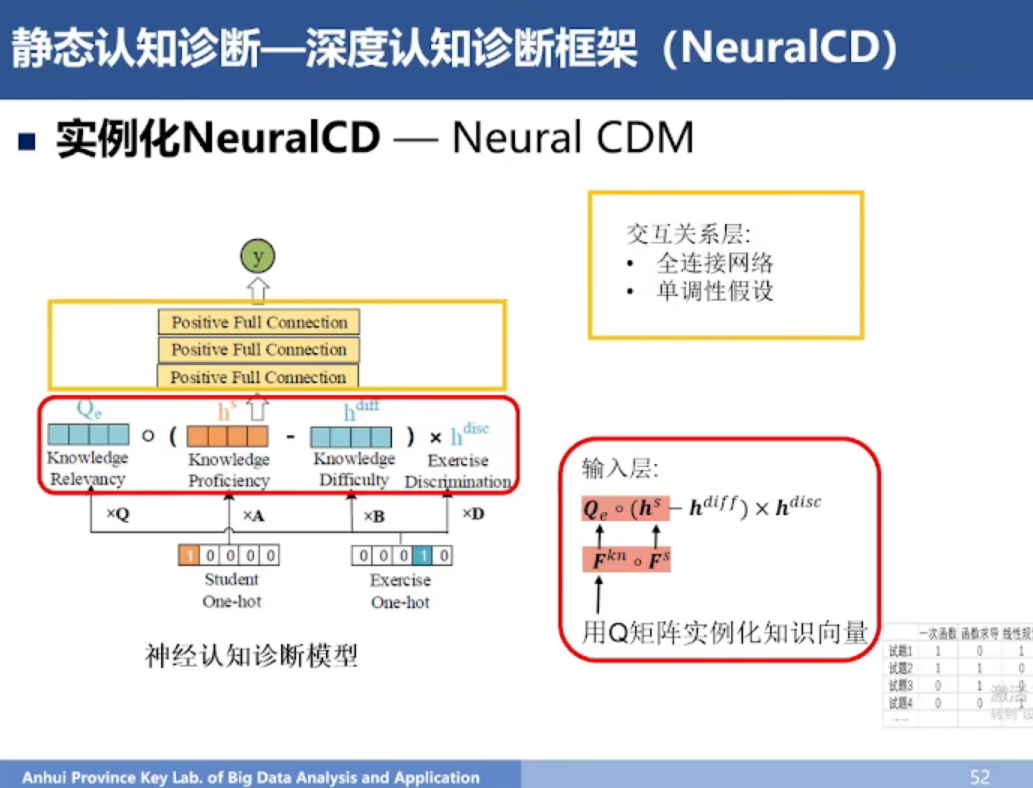 静态认知诊断—深度认知诊断框架（NeuralCD）
■ 实例化NeuralCD — Neural CDM
y
Positive Full Connection
Positive Full Connection
Positive Full Connection
Q_e h^s h^diff
∘ ( - ) × h^disc
Knowledge Relevancy
Knowledge Proficiency
Knowledge Difficulty
Exercise Discrimination
×Q ×A ×B ×D
1 0 0 0 0
0 0 0 1 0
Student One-hot
Exercise One-hot
神经认知诊断模型
交互关系层:
• 全连接网络
• 单调性假设
输入层:
Q_e ∘ (h^s − h^diff) × h^disc
F^kn ∘ F^s
用Q矩阵实例化知识向量
一次函数 函数求导 线性规
试题1 1 0 1
试题2 1 1 0
试题3 0 1 0
试题4 0 0 1
......
激活
转到
Anhui Province Key Lab. of Big Data Analysis and Application
52